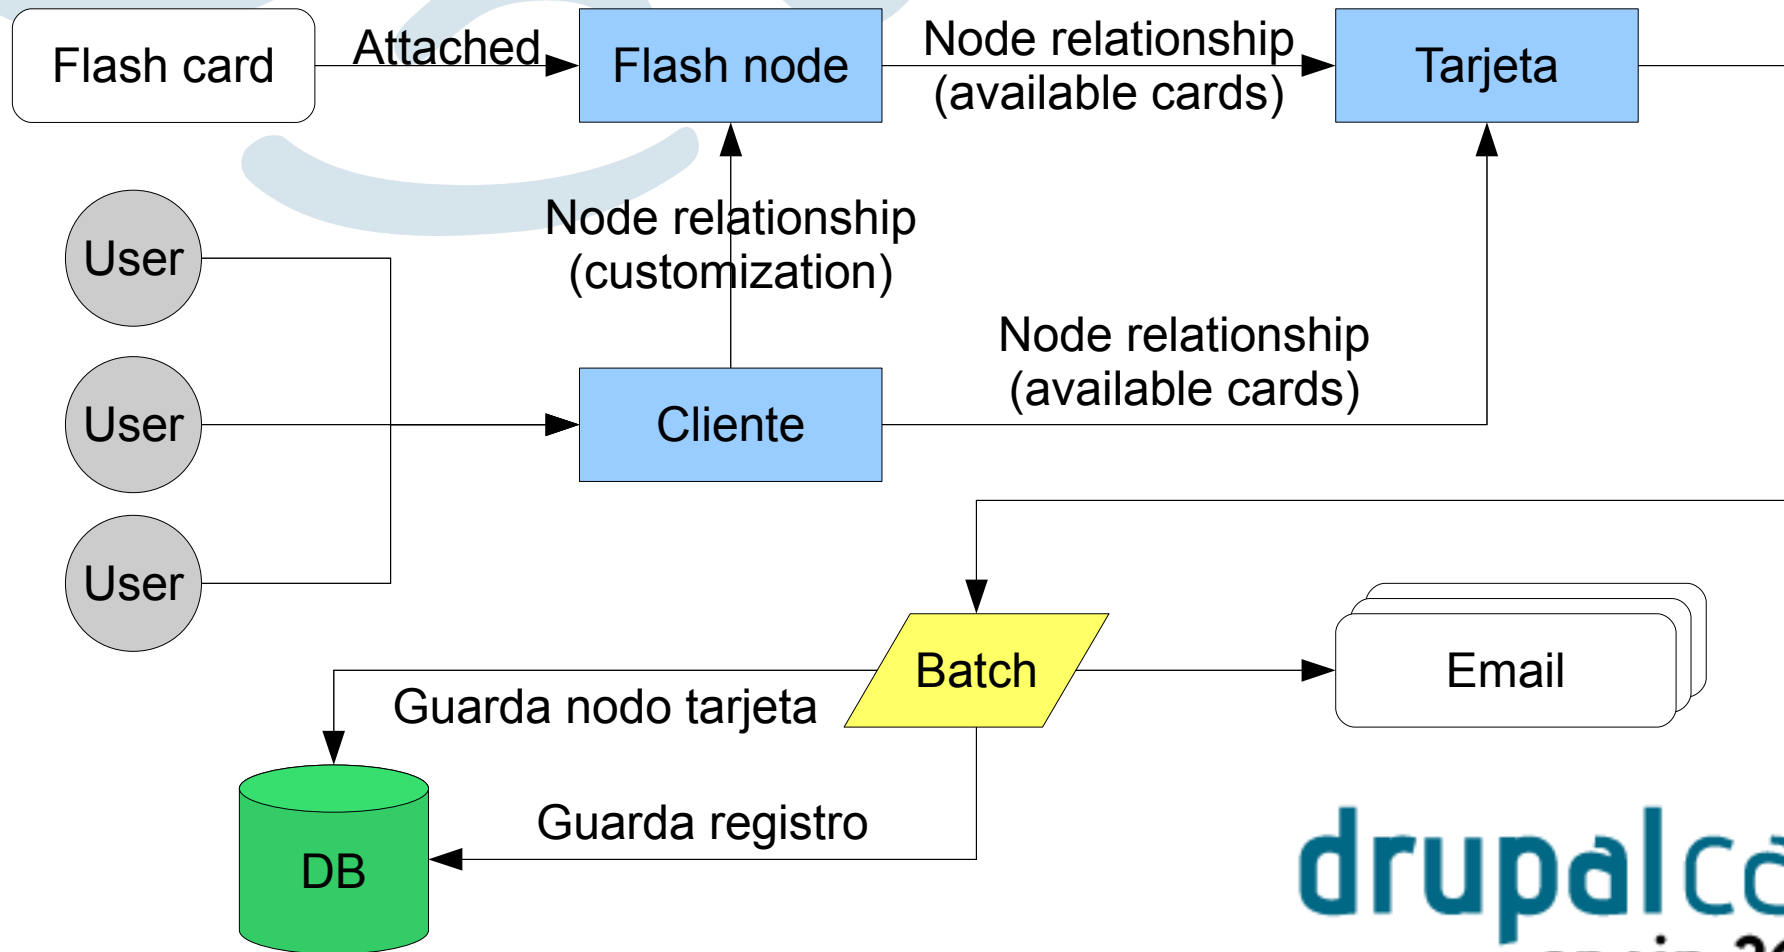 Flash card
Attached
Flash node
Node relationship
(available cards)
Tarjeta
User
Node relationship
(customization)
User
Cliente
Node relationship
(available cards)
User
Batch
Email
Guarda nodo tarjeta
Guarda registro
DB
drupalca